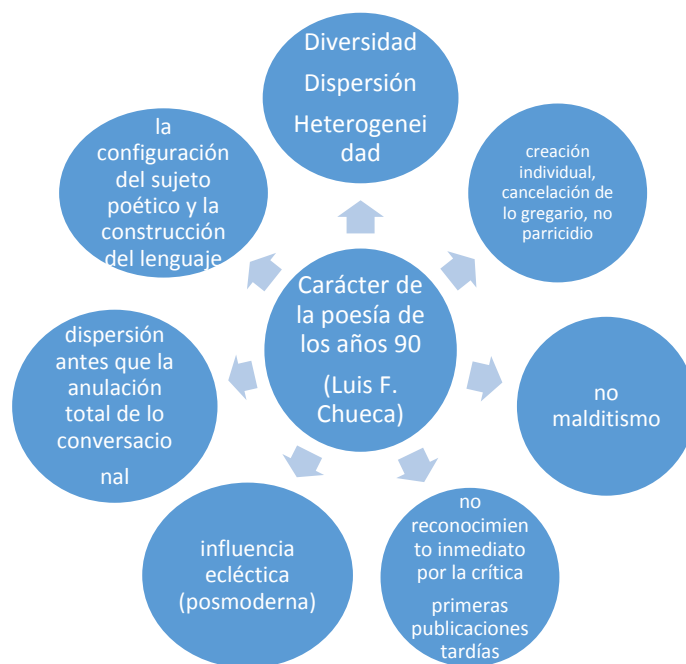 Diversidad
Dispersión
Heterogenei
dad
creación
individual,
cancelación de
lo gregario, no
parricidio
no
malditismo
no
reconocimien
to inmediato
por la crítica
primeras
publicaciones
tardías
influencia
ecléctica
(posmoderna)
dispersión
antes que la
anulación
total de lo
conversacio
nal
la
configuración
del sujeto
poético y la
construcción
del lenguaje
Carácter de
la poesía de
los años 90
(Luis F.
Chueca)